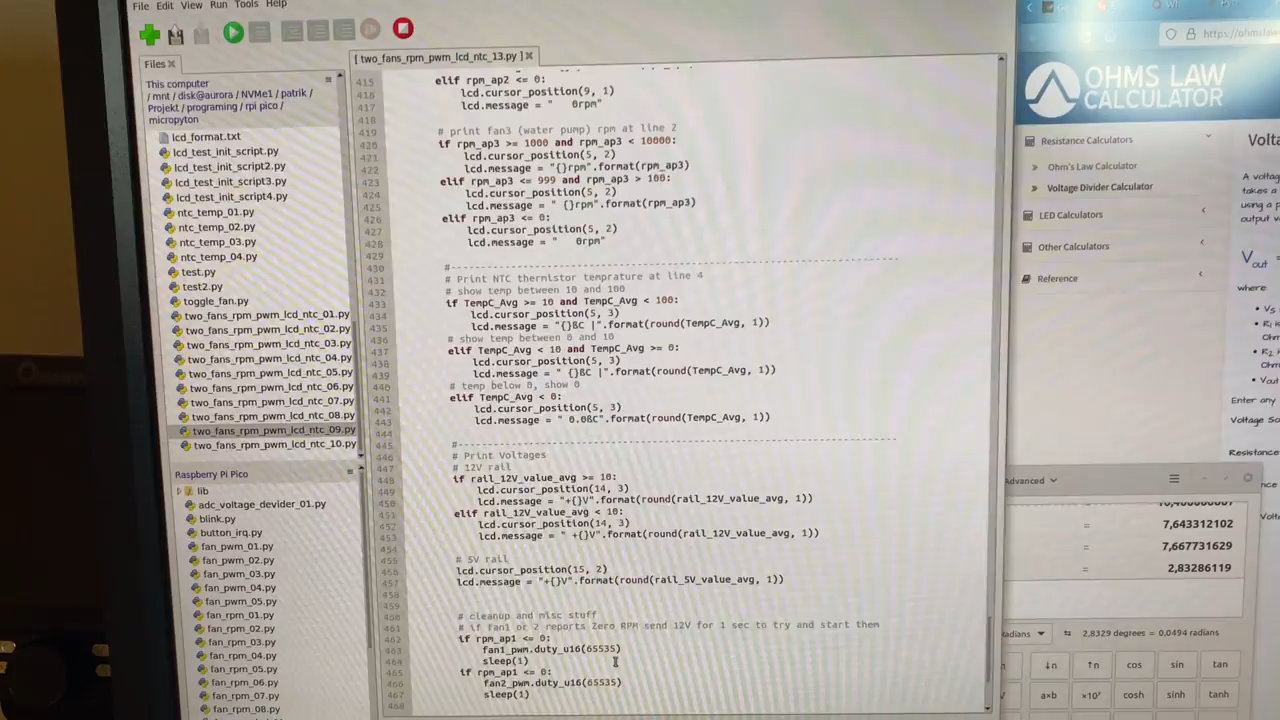 File Edit View Run Tools Help
Files
This computer
/ mnt / disk@aurora / NVMe1 / patrik /
Projekt / programing / rpi pico /
micropyton
lcd_format.txt
lcd_test_init_script.py
lcd_test_init_script2.py
lcd_test_init_script3.py
lcd_test_init_script4.py
ntc_temp_01.py
ntc_temp_02.py
ntc_temp_03.py
ntc_temp_04.py
test.py
test2.py
toggle_fan.py
two_fans_rpm_pwm_lcd_ntc_01.py
two_fans_rpm_pwm_lcd_ntc_02.py
two_fans_rpm_pwm_lcd_ntc_03.py
two_fans_rpm_pwm_lcd_ntc_04.py
two_fans_rpm_pwm_lcd_ntc_05.py
two_fans_rpm_pwm_lcd_ntc_06.py
two_fans_rpm_pwm_lcd_ntc_07.py
two_fans_rpm_pwm_lcd_ntc_08.py
two_fans_rpm_pwm_lcd_ntc_09.py
two_fans_rpm_pwm_lcd_ntc_10.py
Raspberry Pi Pico
lib
adc_voltage_devider_01.py
blink.py
button_irq.py
fan_pwm_01.py
fan_pwm_02.py
fan_pwm_03.py
fan_pwm_04.py
fan_pwm_05.py
fan_rpm_01.py
fan_rpm_02.py
fan_rpm_03.py
fan_rpm_04.py
fan_rpm_05.py
fan_rpm_06.py
fan_rpm_07.py
fan_rpm_08.py
[ two_fans_rpm_pwm_lcd_ntc_13.py ]
415 elif rpm_ap2 <= 0:
416 lcd.cursor_position(9, 1)
417 lcd.message = "   0rpm"
418
419 # print fan3 (water pump) rpm at line 2
420 if rpm_ap3 >= 1000 and rpm_ap3 < 10000:
421 lcd.cursor_position(5, 2)
422 lcd.message = "{}rpm".format(rpm_ap3)
423 elif rpm_ap3 <= 999 and rpm_ap3 > 100:
424 lcd.cursor_position(5, 2)
425 lcd.message = " {}rpm".format(rpm_ap3)
426 elif rpm_ap3 <= 0:
427 lcd.cursor_position(5, 2)
428 lcd.message = "   0rpm"
429
430 #----------------------------------------------------------------
431 # Print NTC thermistor temprature at line 4
432 # show temp between 10 and 100
433 if TempC_Avg >= 10 and TempC_Avg < 100:
434 lcd.cursor_position(5, 3)
435 lcd.message = "{}ßC |".format(round(TempC_Avg, 1))
436 # show temp between 0 and 10
437 elif TempC_Avg < 10 and TempC_Avg >= 0:
438 lcd.cursor_position(5, 3)
439 lcd.message = " {}ßC |".format(round(TempC_Avg, 1))
440 # temp below 0, show 0
441 elif TempC_Avg < 0:
442 lcd.cursor_position(5, 3)
443 lcd.message = " 0.0ßC".format(round(TempC_Avg, 1))
444
445 #----------------------------------------------------------------
446 # Print Voltages
447 # 12V rail
448 if rail_12V_value_avg >= 10:
449 lcd.cursor_position(14, 3)
450 lcd.message = "+{}V".format(round(rail_12V_value_avg, 1))
451 elif rail_12V_value_avg < 10:
452 lcd.cursor_position(14, 3)
453 lcd.message = " +{}V".format(round(rail_12V_value_avg, 1))
454
455 # 5V rail
456 lcd.cursor_position(15, 2)
457 lcd.message = "+{}V".format(round(rail_5V_value_avg, 1))
458
459
460 # cleanup and misc stuff
461 # if fan1 or 2 reports Zero RPM send 12V for 1 sec to try and start them
462 if rpm_ap1 <= 0:
463 fan1_pwm.duty_u16(65535)
464 sleep(1)
465 if rpm_ap1 <= 0:
466 fan2_pwm.duty_u16(65535)
467 sleep(1)
468
OHMS LAW
CALCULATOR
Resistance Calculators
Ohm's Law Calculator
Voltage Divider Calculator
LED Calculators
Other Calculators
Reference
A voltag
takes a
using a p
output v
Vout =
where:
Enter any
Voltage So
Resistance
7,643312102
7,667731629
2,83286119
2,8329 degrees = 0,0494 radians
↓n ↑n cos sin tan
a×b ×10ʸ cosh sinh tanh